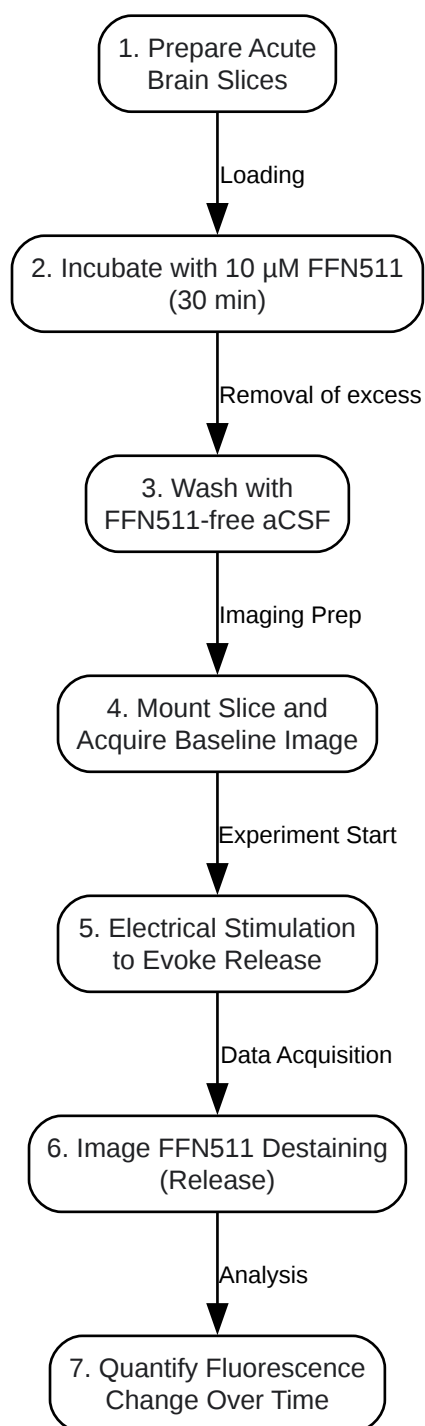 1. Prepare Acute
Brain Slices
Loading
2. Incubate with 10 µM FFN511
(30 min)
Removal of excess
3. Wash with
FFN511-free aCSF
Imaging Prep
4. Mount Slice and
Acquire Baseline Image
Experiment Start
5. Electrical Stimulation
to Evoke Release
Data Acquisition
6. Image FFN511 Destaining
(Release)
Analysis
7. Quantify Fluorescence
Change Over Time